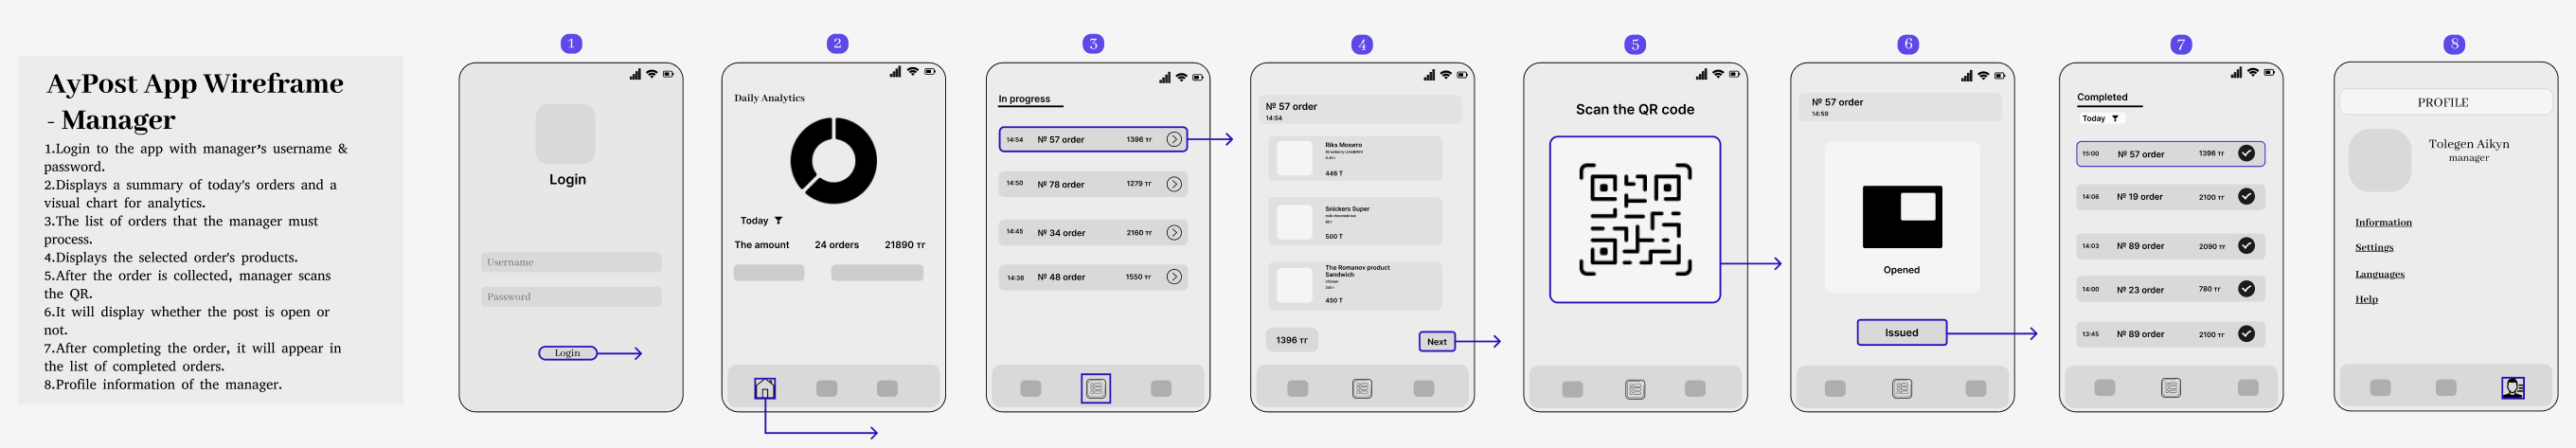 AyPost App Wireframe
- Manager
1.Login to the app with manager's username &
password.
2.Displays a summary of today's orders and a
visual chart for analytics.
3.The list of orders that the manager must
process.
4.Displays the selected order's products.
5.After the order is collected, manager scans
the QR.
6.It will display whether the post is open or
not.
7.After completing the order, it will appear in
the list of completed orders.
8.Profile information of the manager.
1
Login
Username
Password
Login
2
Daily Analytics
Today
The amount 24 orders 21890 тг
3
In progress
14:54 № 57 order 1396 тг
14:50 № 78 order 1279 тг
14:45 № 34 order 2160 тг
14:38 № 48 order 1550 тг
4
№ 57 order
14:54
Riks Мохито
446 T
Snickers Super
milk chocolate bar
500 T
The Romanov product
Sandwich
chicken
450 T
1396 тг
Next
5
Scan the QR code
6
№ 57 order
14:59
Opened
Issued
7
Completed
Today
15:00 № 57 order 1396 тг
14:06 № 19 order 2100 тг
14:03 № 89 order 2090 тг
14:00 № 23 order 780 тг
13:45 № 89 order 2100 тг
8
PROFILE
Tolegen Aikyn
manager
Information
Settings
Languages
Help